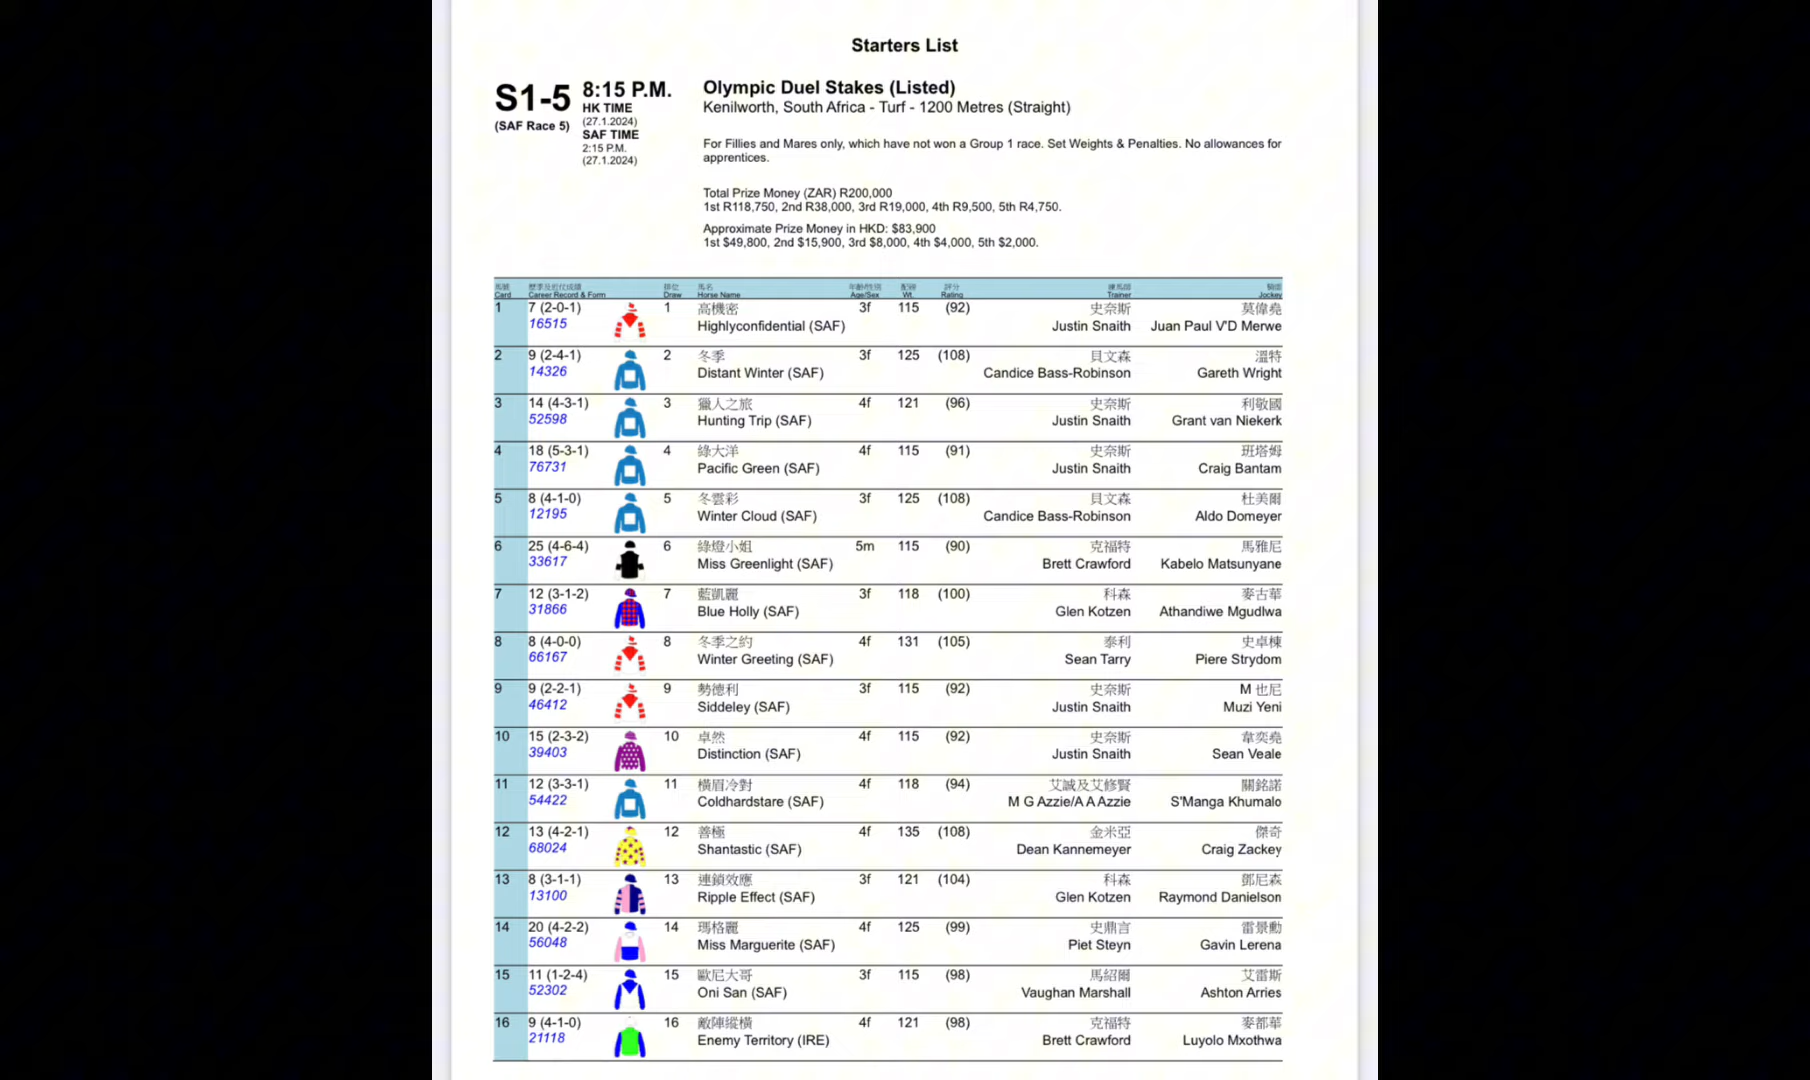 Starters List
S1-5
(SAF Race 5)
8:15 P.M.
HK TIME
(27.1.2024)
SAF TIME
2:15 P.M.
(27.1.2024)
Olympic Duel Stakes (Listed)
Kenilworth, South Africa - Turf - 1200 Metres (Straight)
For Fillies and Mares only, which have not won a Group 1 race. Set Weights & Penalties. No allowances for
apprentices.
Total Prize Money (ZAR) R200,000
1st R118,750, 2nd R38,000, 3rd R19,000, 4th R9,500, 5th R4,750.
Approximate Prize Money in HKD: $83,900
1st $49,800, 2nd $15,900, 3rd $8,000, 4th $4,000, 5th $2,000.
馬號 歷季及近仗成績 排位 馬名 年齡/性別 配磅 評分 練馬師 騎師
Card Career Record & Form Draw Horse Name Age/Sex Wt. Rating Trainer Jockey
1 7 (2-0-1) 1 高機密 3f 115 (92) 史奈斯 莫偉堯
16515 Highlyconfidential (SAF) Justin Snaith Juan Paul V'D Merwe
2 9 (2-4-1) 2 冬季 3f 125 (108) 貝文森 溫特
14326 Distant Winter (SAF) Candice Bass-Robinson Gareth Wright
3 14 (4-3-1) 3 獵人之旅 4f 121 (96) 史奈斯 利敬國
52598 Hunting Trip (SAF) Justin Snaith Grant van Niekerk
4 18 (5-3-1) 4 綠大洋 4f 115 (91) 史奈斯 班塔姆
76731 Pacific Green (SAF) Justin Snaith Craig Bantam
5 8 (4-1-0) 5 冬雲彩 3f 125 (108) 貝文森 杜美爾
12195 Winter Cloud (SAF) Candice Bass-Robinson Aldo Domeyer
6 25 (4-6-4) 6 綠燈小姐 5m 115 (90) 克福特 馬雅尼
33617 Miss Greenlight (SAF) Brett Crawford Kabelo Matsunyane
7 12 (3-1-2) 7 藍凱麗 3f 118 (100) 科森 麥古華
31866 Blue Holly (SAF) Glen Kotzen Athandiwe Mgudlwa
8 8 (4-0-0) 8 冬季之約 4f 131 (105) 泰利 史卓棟
66167 Winter Greeting (SAF) Sean Tarry Piere Strydom
9 9 (2-2-1) 9 勢德利 3f 115 (92) 史奈斯 M 也尼
46412 Siddeley (SAF) Justin Snaith Muzi Yeni
10 15 (2-3-2) 10 卓然 4f 115 (92) 史奈斯 韋奕堯
39403 Distinction (SAF) Justin Snaith Sean Veale
11 12 (3-3-1) 11 橫眉冷對 4f 118 (94) 艾誠及艾修賢 關銘諾
54422 Coldhardstare (SAF) M G Azzie/A A Azzie S'Manga Khumalo
12 13 (4-2-1) 12 善極 4f 135 (108) 金米亞 傑奇
68024 Shantastic (SAF) Dean Kannemeyer Craig Zackey
13 8 (3-1-1) 13 連鎖效應 3f 121 (104) 科森 鄧尼森
13100 Ripple Effect (SAF) Glen Kotzen Raymond Danielson
14 20 (4-2-2) 14 瑪格麗 4f 125 (99) 史鼎言 雷景勳
56048 Miss Marguerite (SAF) Piet Steyn Gavin Lerena
15 11 (1-2-4) 15 歐尼大哥 3f 115 (98) 馬紹爾 艾雷斯
52302 Oni San (SAF) Vaughan Marshall Ashton Arries
16 9 (4-1-0) 16 敵陣縱橫 4f 121 (98) 克福特 麥都華
21118 Enemy Territory (IRE) Brett Crawford Luyolo Mxothwa